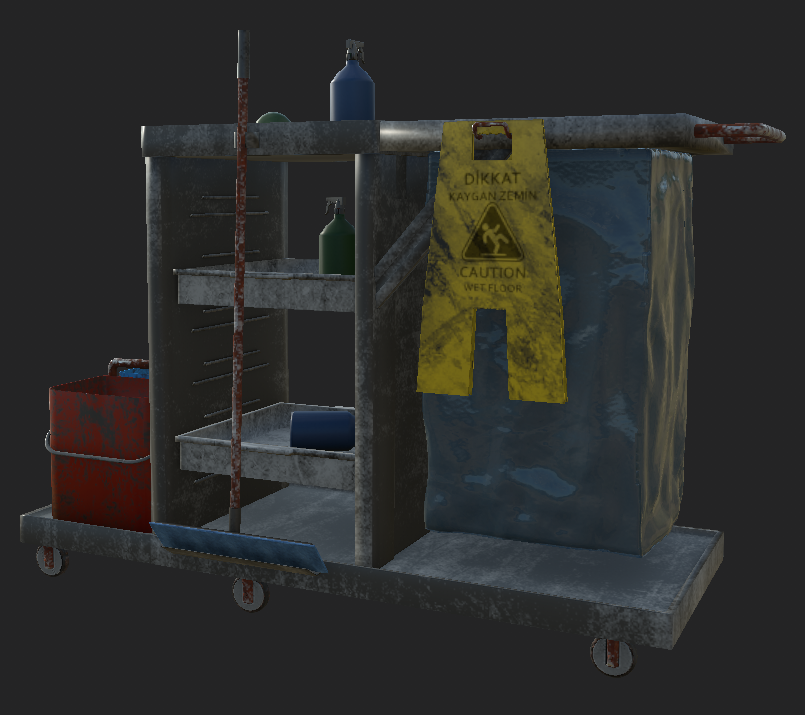 DİKKAT
KAYGAN ZEMİN
CAUTION
WET FLOOR